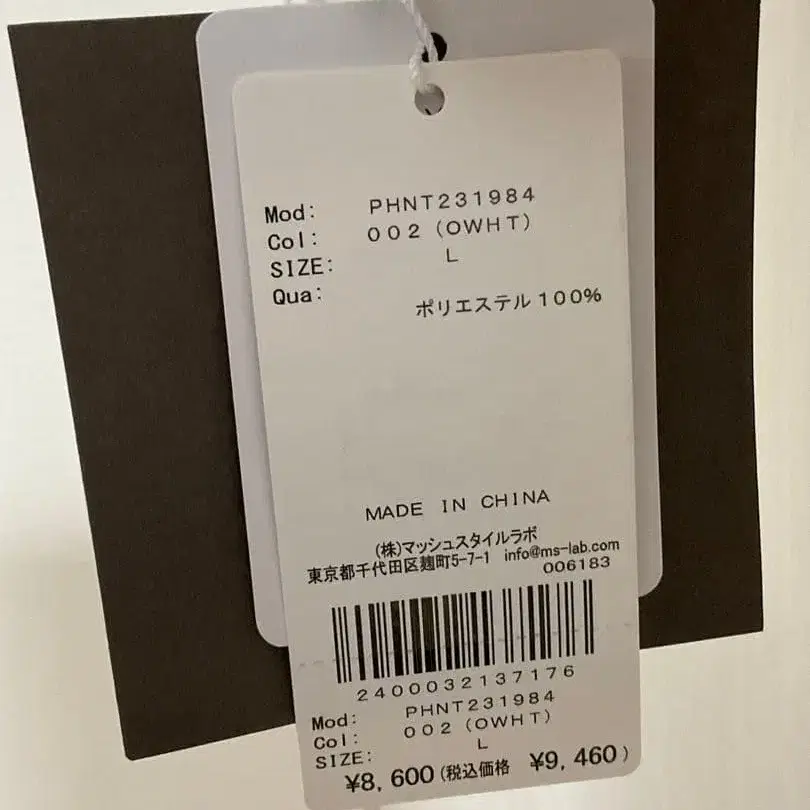 Mod: PHNT231984
Col: 002 (OWHT)
SIZE: L
Qua: ポリエステル100%
MADE IN CHINA
(株)マッシュスタイルラボ
東京都千代田区麹町5-7-1 info@ms-lab.com
006183
2400032137176
Mod: PHNT231984
Col: 002 (OWHT)
SIZE: L
¥8,600(税込価格 ¥9,460)